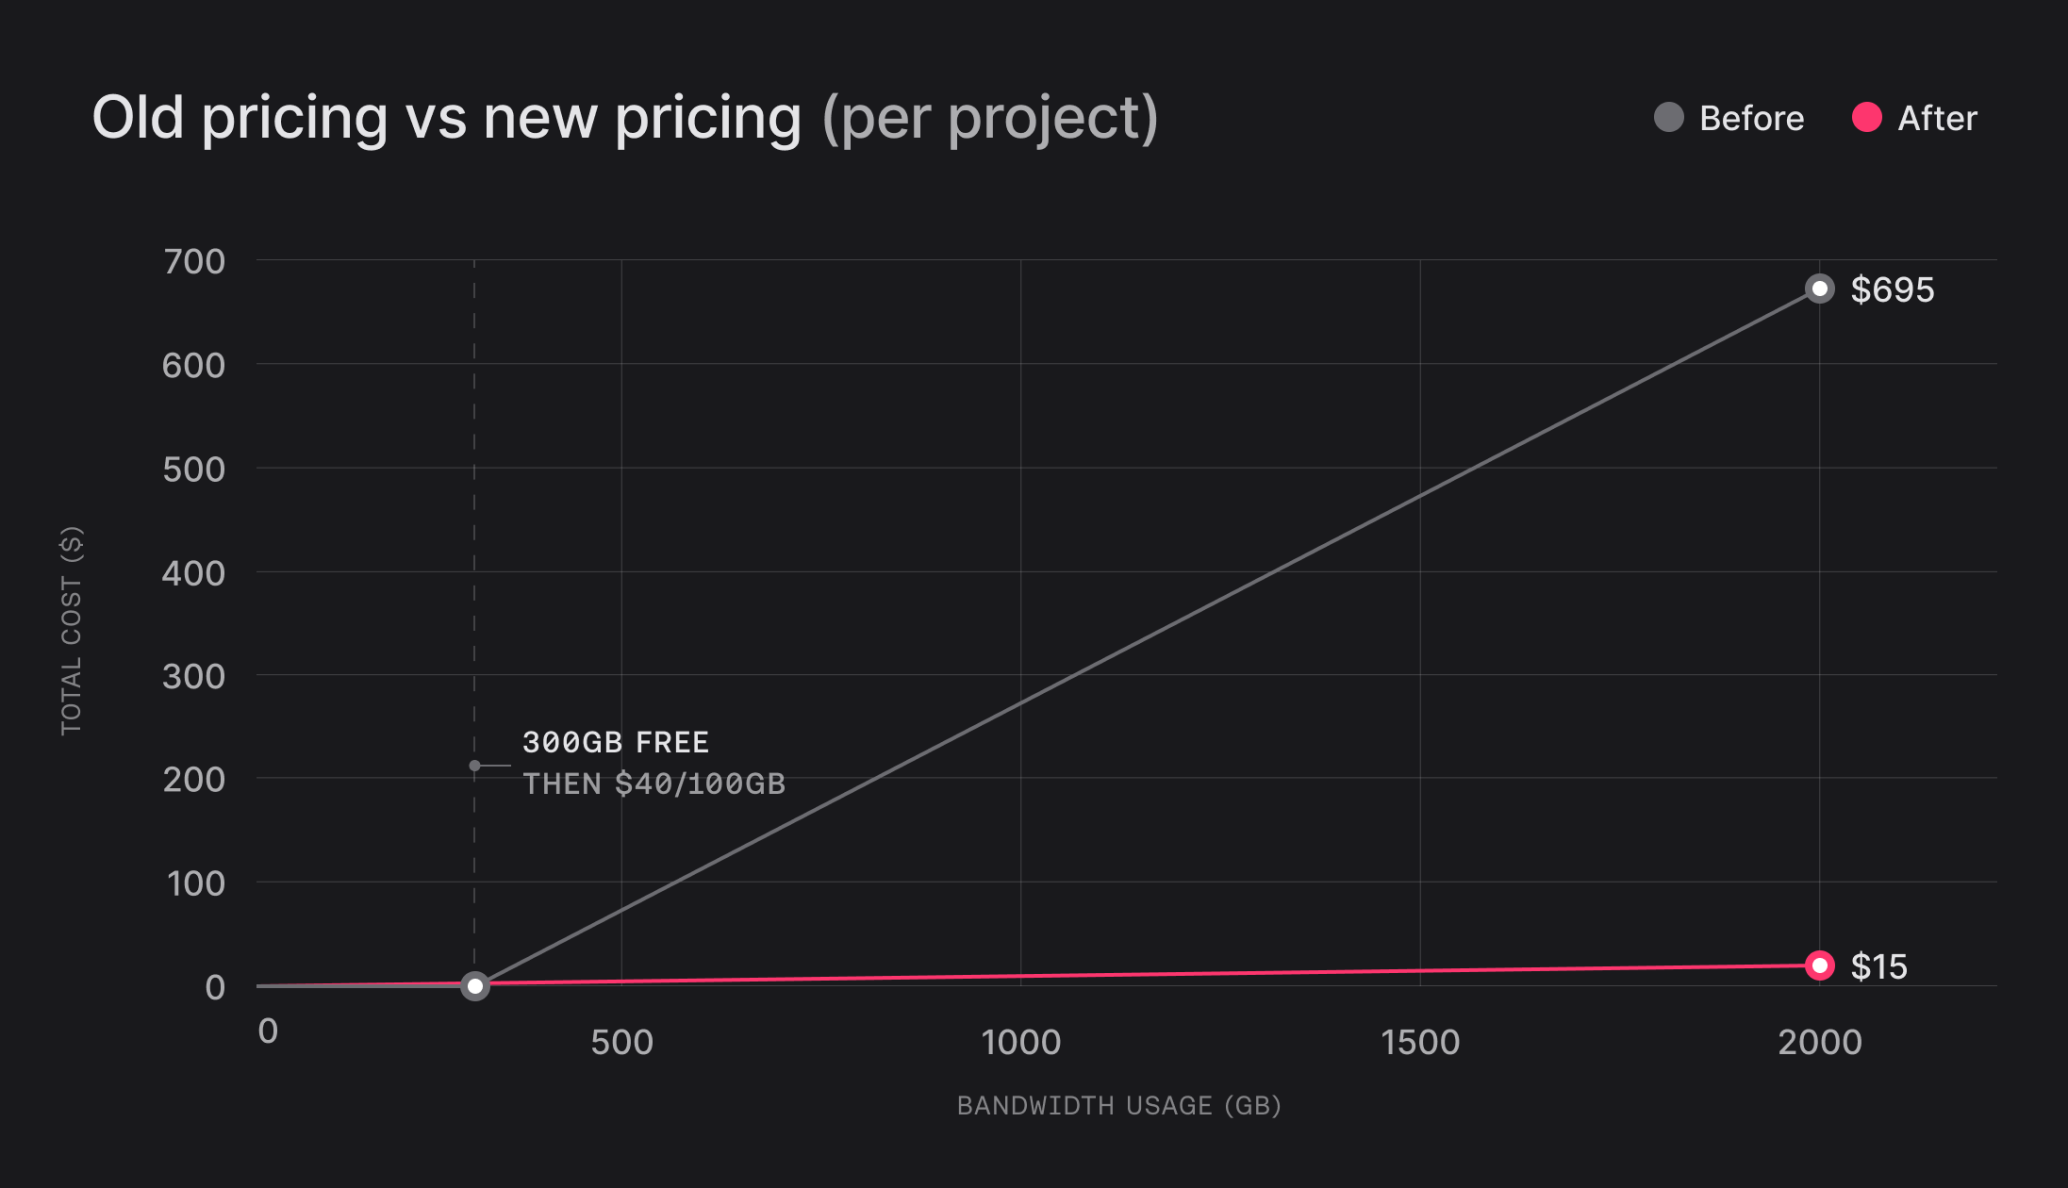 Old pricing vs new pricing (per project)
Before
After
700
600
500
400
300
200
100
0
TOTAL COST ($)
$695
300GB FREE
THEN $40/100GB
$15
0
500
1000
1500
2000
BANDWIDTH USAGE (GB)